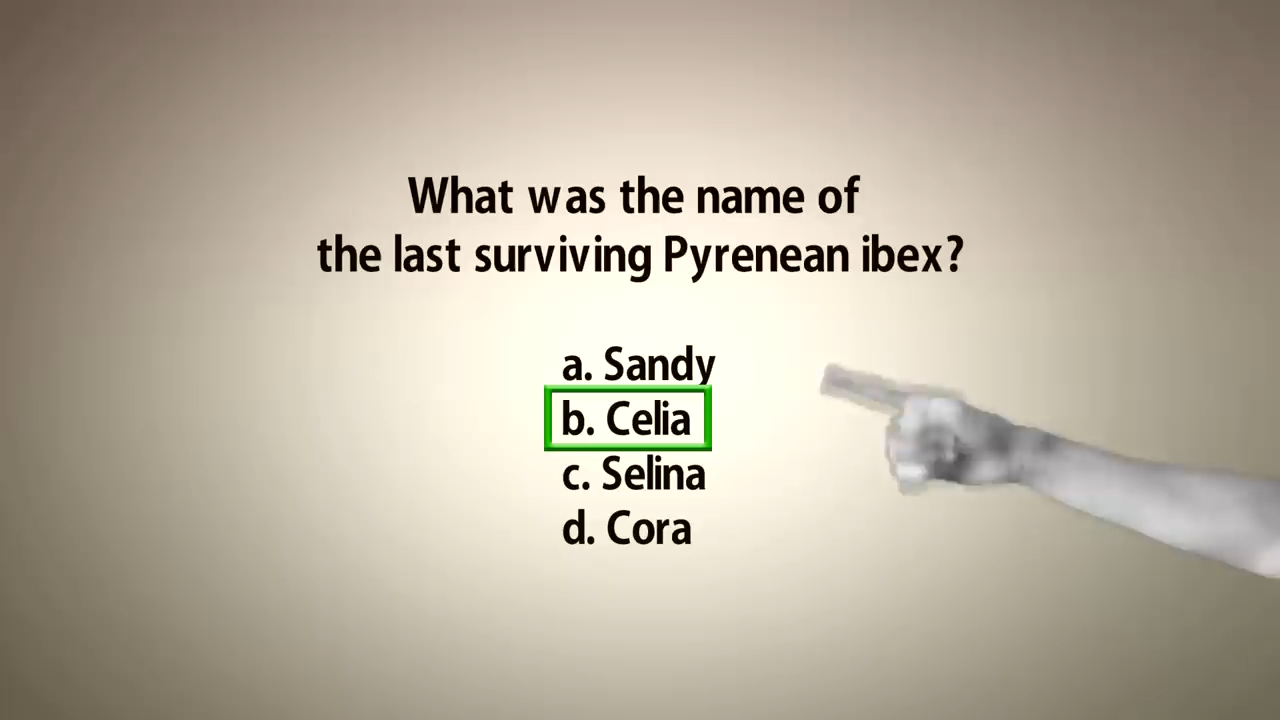 What was the name of
the last surviving Pyrenean ibex?
a. Sandy
b. Celia
c. Selina
d. Cora